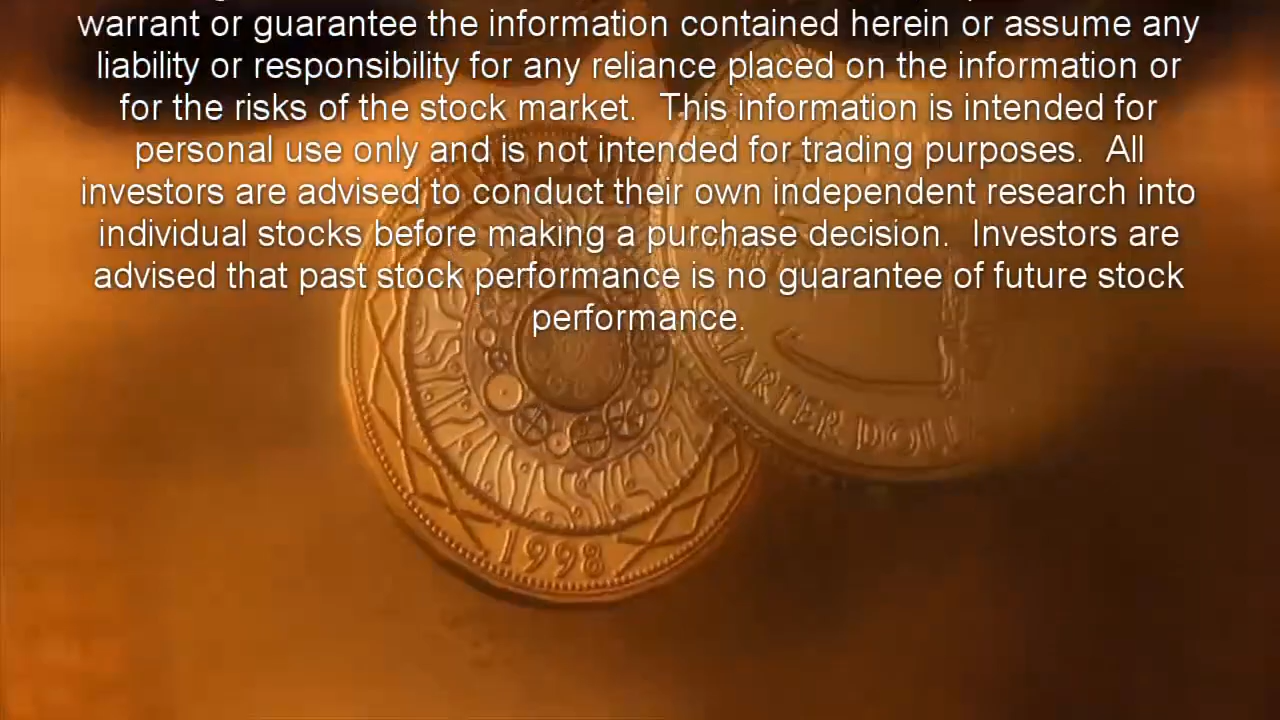 warrant or guarantee the information contained herein or assume any
liability or responsibility for any reliance placed on the information or
for the risks of the stock market.  This information is intended for
personal use only and is not intended for trading purposes.  All
investors are advised to conduct their own independent research into
individual stocks before making a purchase decision.  Investors are
advised that past stock performance is no guarantee of future stock
performance.
QUARTER DOLL
1998